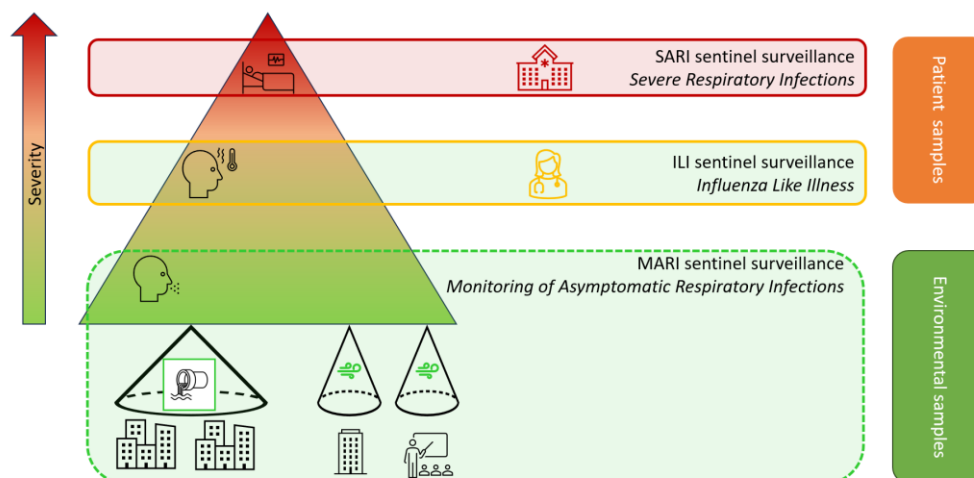 Severity
SARI sentinel surveillance
Severe Respiratory Infections
ILI sentinel surveillance
Influenza Like Illness
MARI sentinel surveillance
Monitoring of Asymptomatic Respiratory Infections
Patient samples
Environmental samples